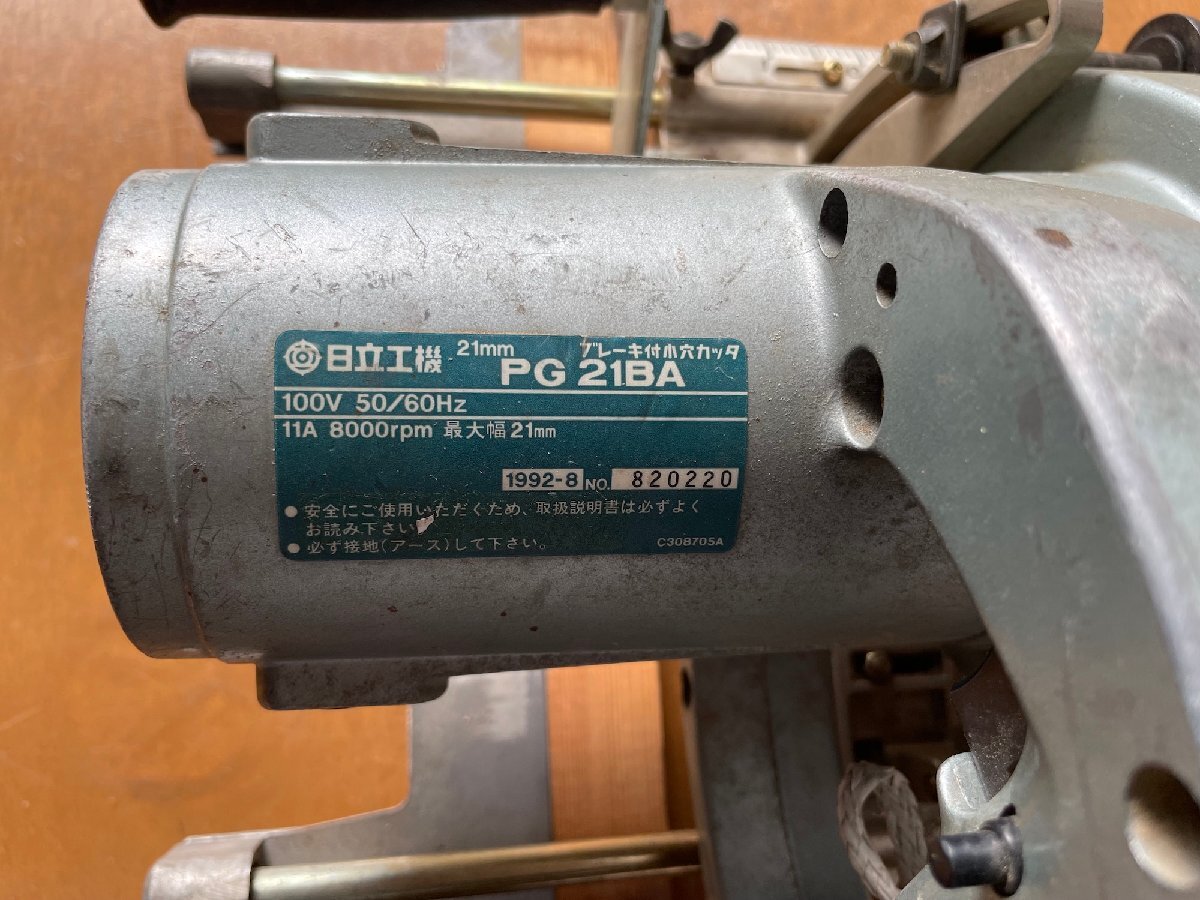 日立工機 21mm ブレーキ付小穴カッタ
PG 21BA
100V 50/60Hz
11A 8000rpm 最大幅21mm
1992-8 NO. 820220
● 安全にご使用いただくため、取扱説明書は必ずよく
お読み下さい。
● 必ず接地(アース)して下さい。
C308705A